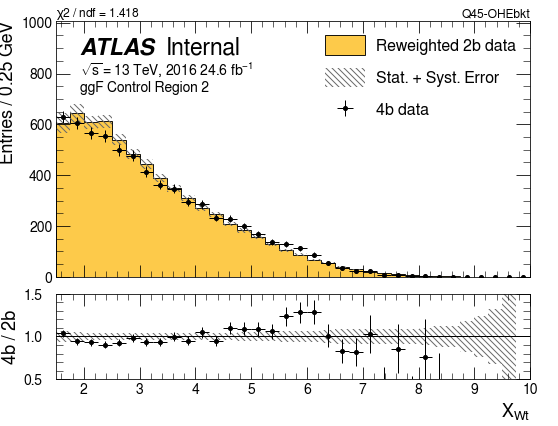 χ2 / ndf = 1.418
Q45-OHEbkt
ATLAS Internal
√s = 13 TeV, 2016 24.6 fb⁻¹
ggF Control Region 2
Reweighted 2b data
Stat. + Syst. Error
4b data
Entries / 0.25 GeV
1000
800
600
400
200
0
4b / 2b
1.5
1.0
0.5
2 3 4 5 6 7 8 9 10
X_Wt